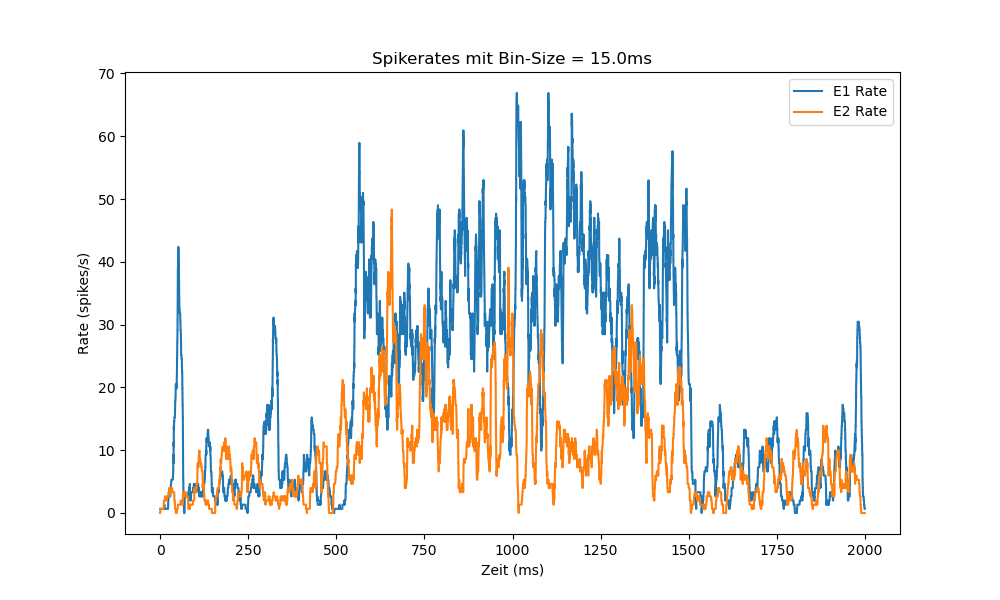 Spikerates mit Bin-Size = 15.0ms
70
60
50
40
30
20
10
0
Rate (spikes/s)
E1 Rate
E2 Rate
0 250 500 750 1000 1250 1500 1750 2000
Zeit (ms)